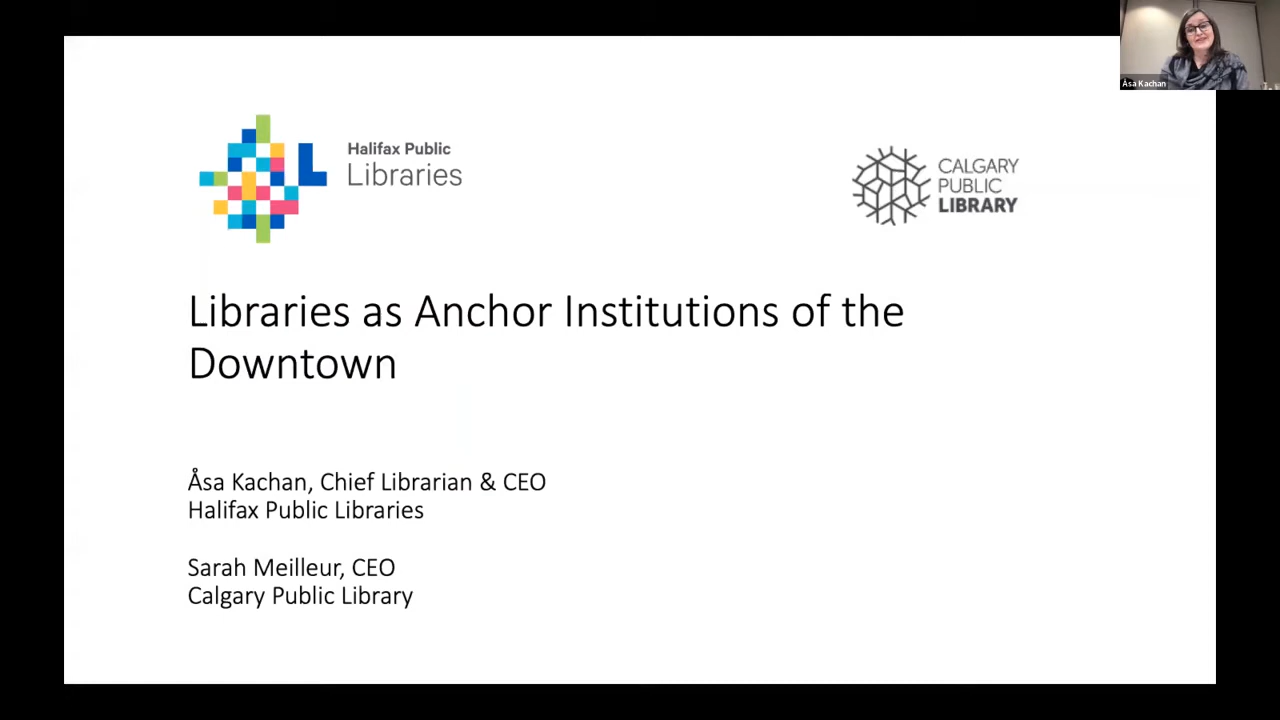 Åsa Kachan
Halifax Public
Libraries
CALGARY
PUBLIC
LIBRARY
Libraries as Anchor Institutions of the
Downtown
Åsa Kachan, Chief Librarian & CEO
Halifax Public Libraries
Sarah Meilleur, CEO
Calgary Public Library